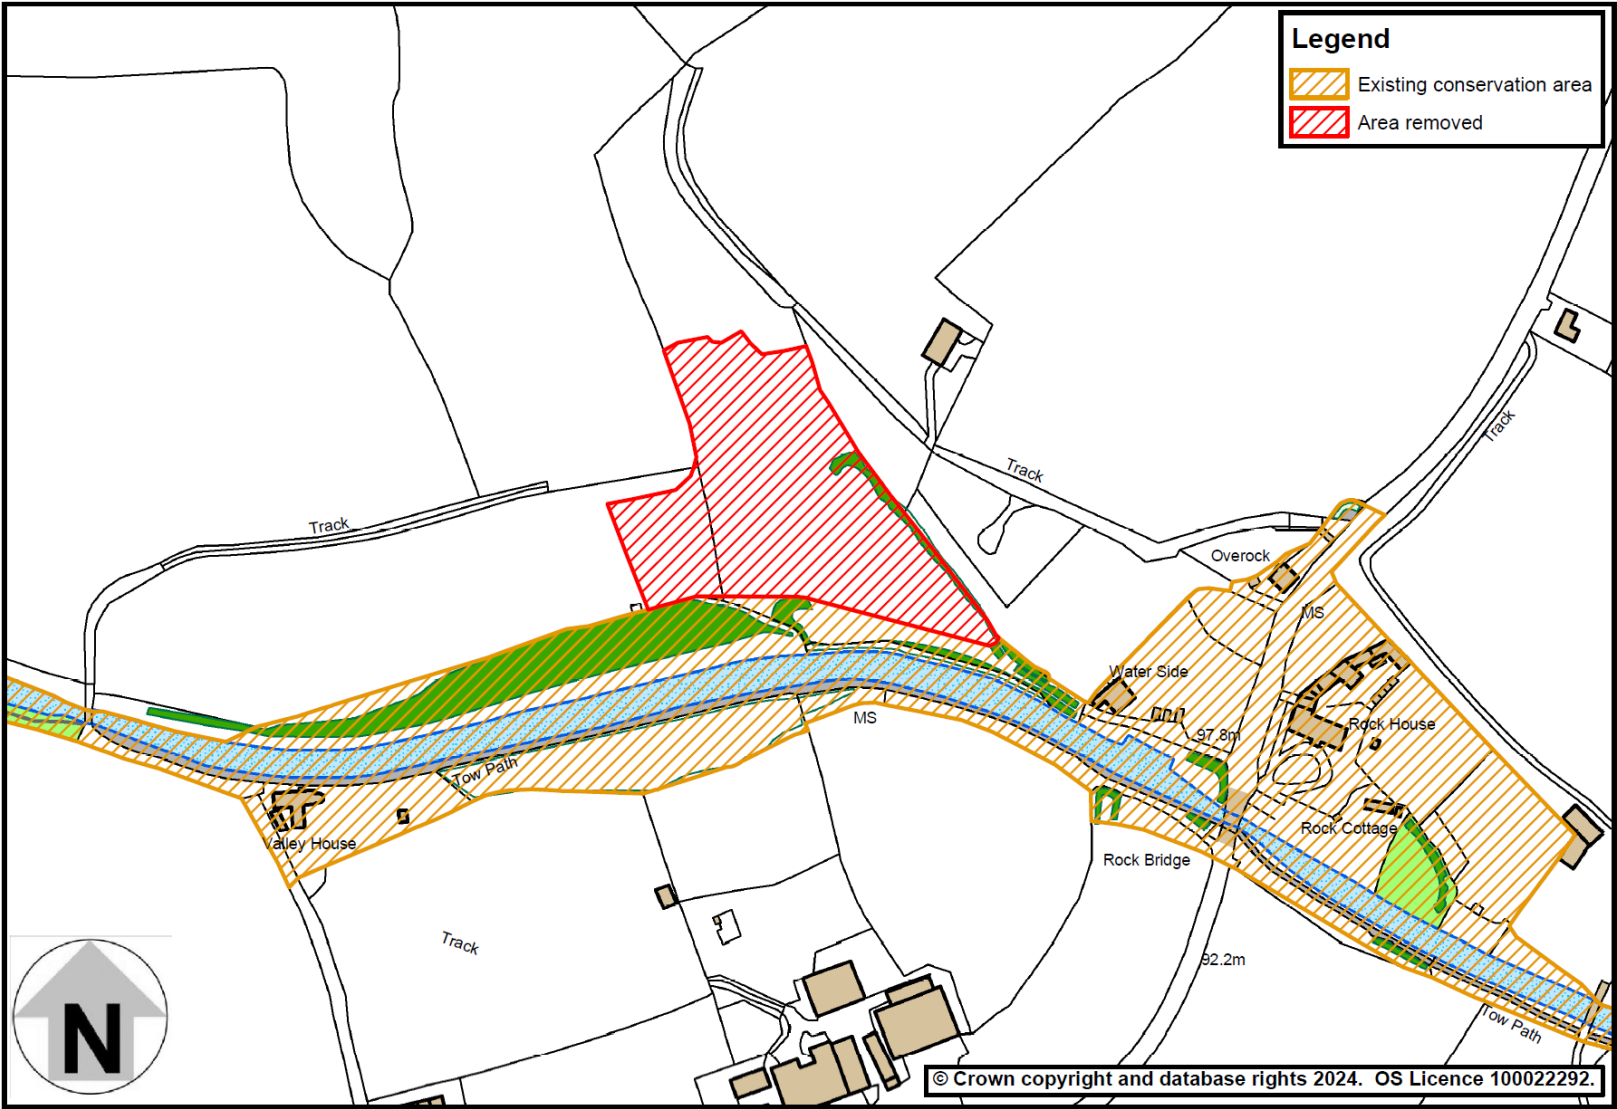 Legend
Existing conservation area
Area removed
Track
Track
Track
Overock
MS
Water Side
Rock House
MS
97.8m
Tow Path
Rock Cottage
Valley House
Rock Bridge
Track
92.2m
Tow Path
N
© Crown copyright and database rights 2024. OS Licence 100022292.